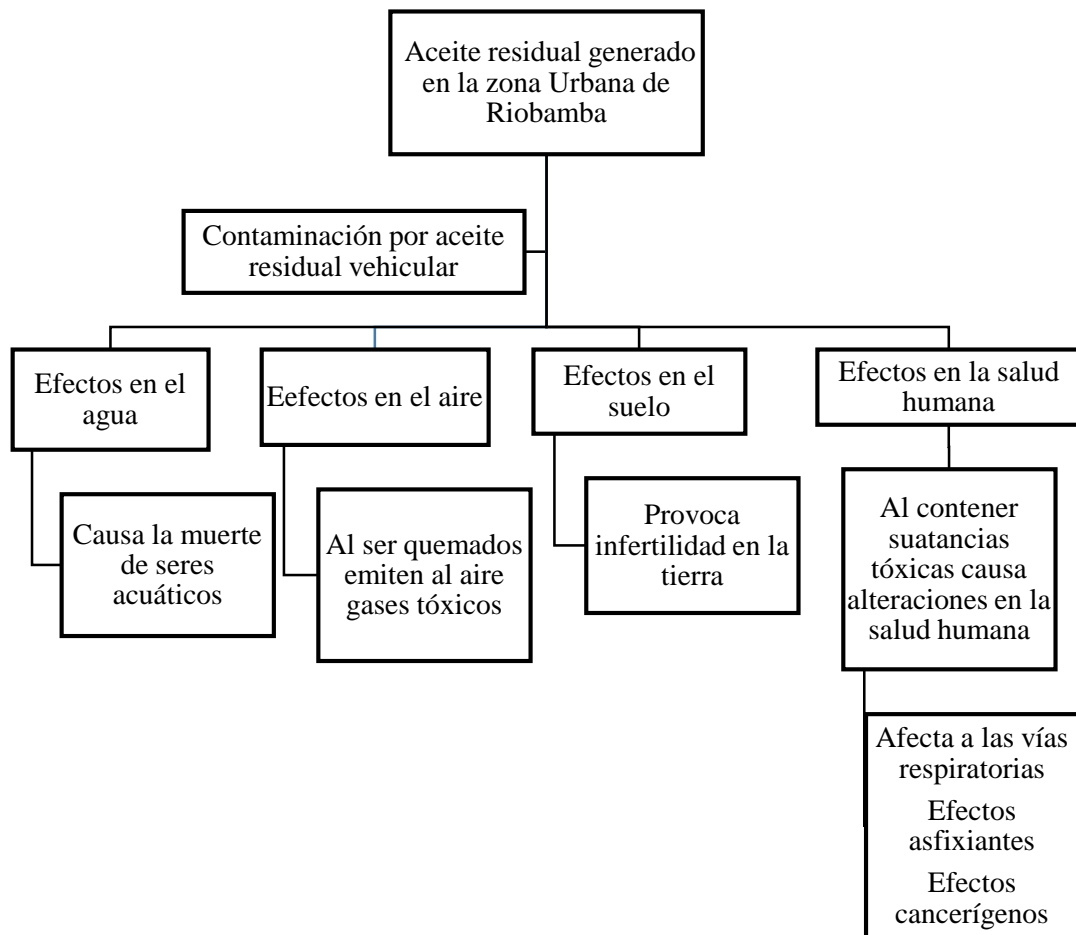 Aceite residual generado
en la zona Urbana de
Riobamba
Contaminación por aceite
residual vehicular
Efectos en el
agua
Eefectos en el aire
Efectos en el
suelo
Efectos en la salud
humana
Causa la muerte
de seres
acuáticos
Al ser quemados
emiten al aire
gases tóxicos
Provoca
infertilidad en la
tierra
Al contener
suatancias
tóxicas causa
alteraciones en la
salud humana
Afecta a las vías
respiratorias
Efectos
asfixiantes
Efectos
cancerígenos